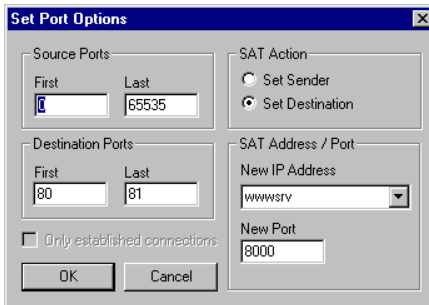 Set Port Options
Source Ports
First Last
0 65535
Destination Ports
First Last
80 81
Only established connections
OK Cancel
SAT Action
Set Sender
Set Destination
SAT Address / Port
New IP Address
wwwsrv
New Port
8000